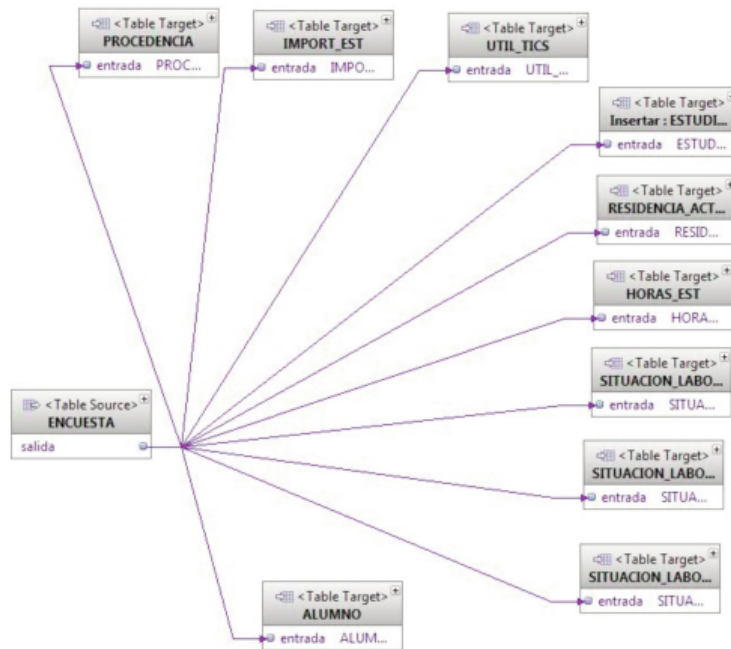 <Table Target>
PROCEDENCIA
entrada PROC...
<Table Target>
IMPORT_EST
entrada IMPO...
<Table Target>
UTIL_TICS
entrada UTIL_...
<Table Target>
Insertar : ESTUDI...
entrada ESTUD...
<Table Target>
RESIDENCIA_ACT...
entrada RESID...
<Table Target>
HORAS_EST
entrada HORA...
<Table Target>
SITUACION_LABO...
entrada SITUA...
<Table Source>
ENCUESTA
salida
<Table Target>
SITUACION_LABO...
entrada SITUA...
<Table Target>
SITUACION_LABO...
entrada SITUA...
<Table Target>
ALUMNO
entrada ALUM...